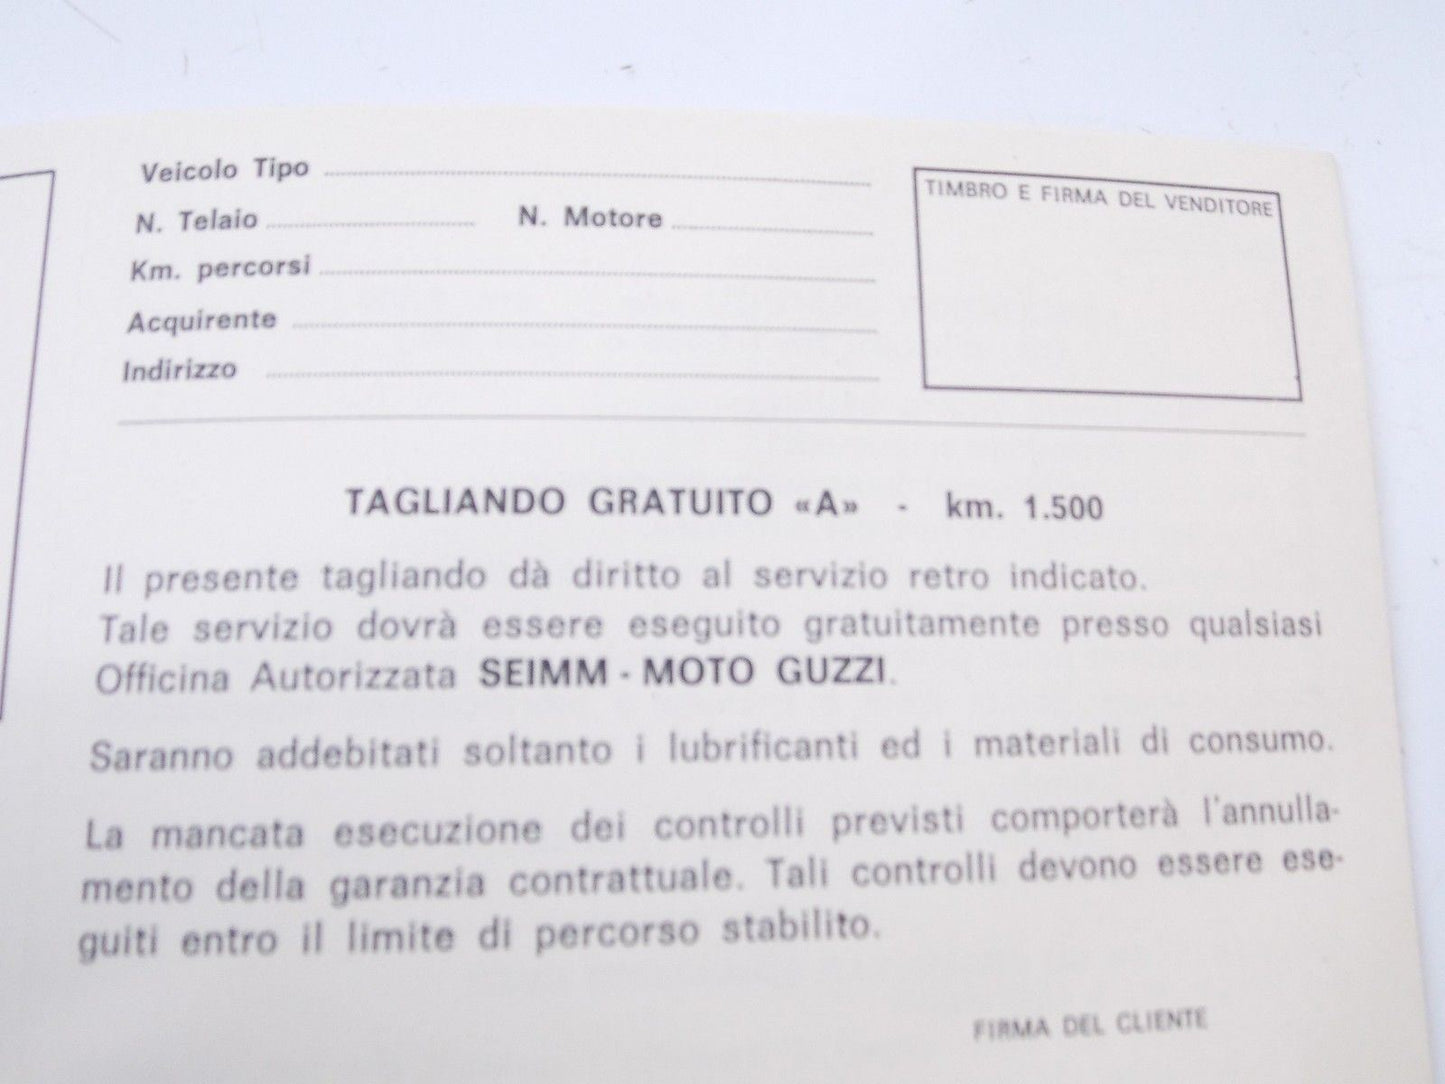 Veicolo Tipo
N. Telaio N. Motore
Km. percorsi
Acquirente
Indirizzo
TIMBRO E FIRMA DEL VENDITORE
TAGLIANDO GRATUITO «A» - km. 1.500
Il presente tagliando dà diritto al servizio retro indicato.
Tale servizio dovrà essere eseguito gratuitamente presso qualsiasi
Officina Autorizzata SEIMM - MOTO GUZZI.
Saranno addebitati soltanto i lubrificanti ed i materiali di consumo.
La mancata esecuzione dei controlli previsti comporterà l'annulla-
mento della garanzia contrattuale. Tali controlli devono essere ese-
guiti entro il limite di percorso stabilito.
FIRMA DEL CLIENTE